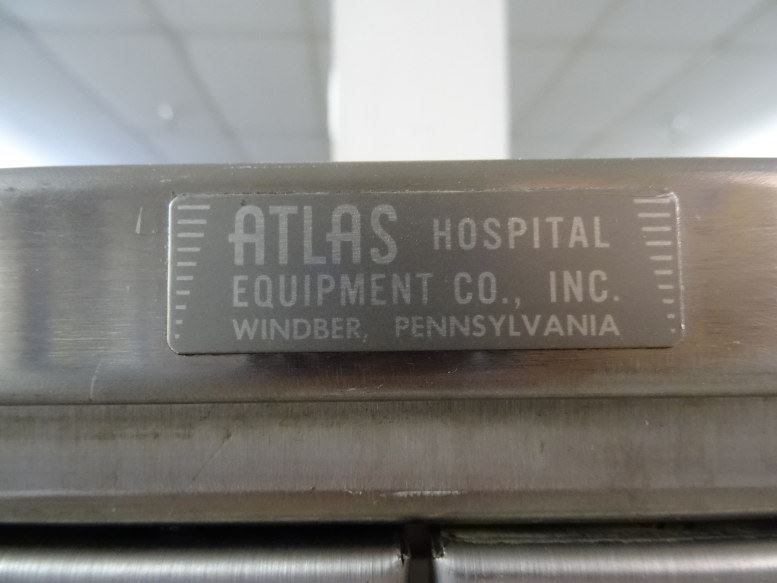 ATLAS HOSPITAL
EQUIPMENT CO., INC.
WINDBER, PENNSYLVANIA